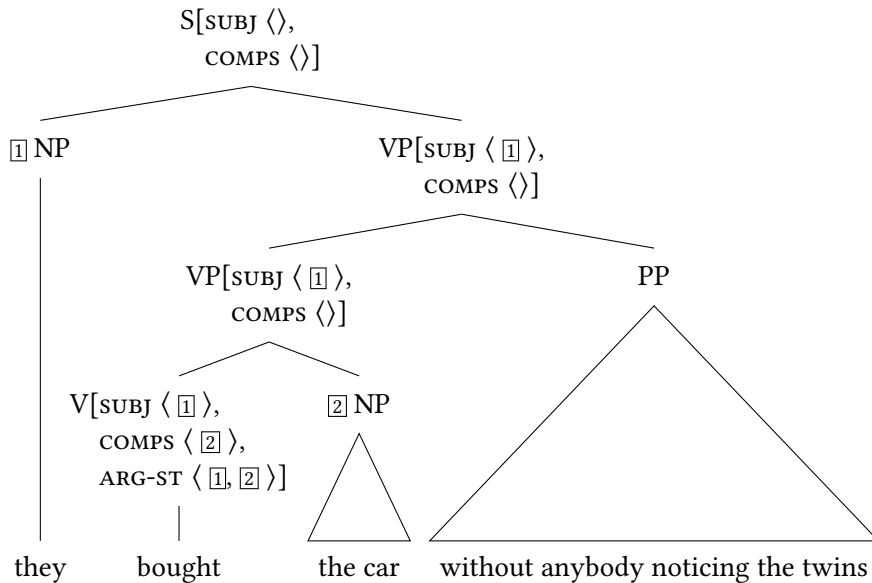 S[SUBJ ⟨⟩,
COMPS ⟨⟩]
1 NP
VP[SUBJ ⟨ 1 ⟩,
COMPS ⟨⟩]
VP[SUBJ ⟨ 1 ⟩,
COMPS ⟨⟩]
PP
V[SUBJ ⟨ 1 ⟩,
COMPS ⟨ 2 ⟩,
ARG-ST ⟨ 1, 2 ⟩]
2 NP
they bought the car without anybody noticing the twins